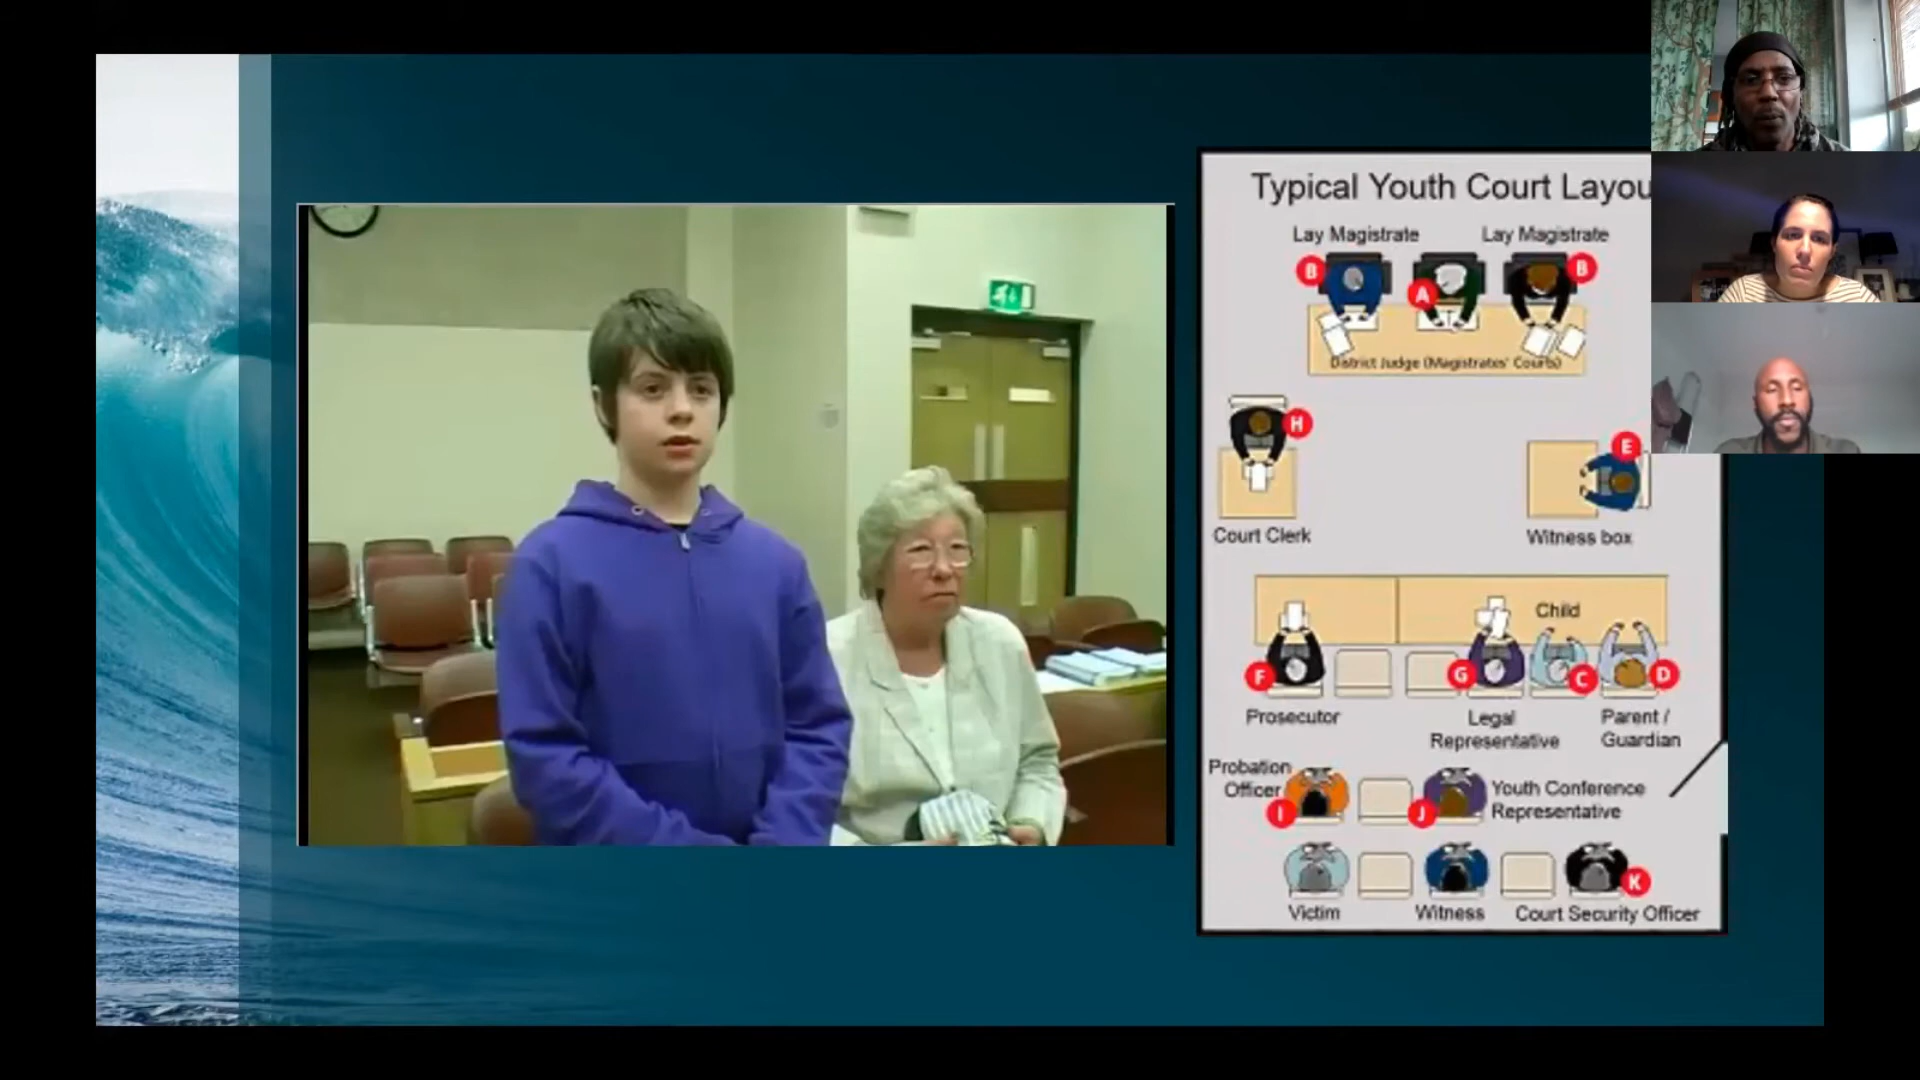 Typical Youth Court Layou
Lay Magistrate
Lay Magistrate
B
A
B
District Judge (Magistrates' Courts)
H
E
Court Clerk
Witness box
Child
F
G
C
D
Prosecutor
Legal
Representative
Parent /
Guardian
Probation
Officer
I
J
Youth Conference
Representative
K
Victim
Witness
Court Security Officer